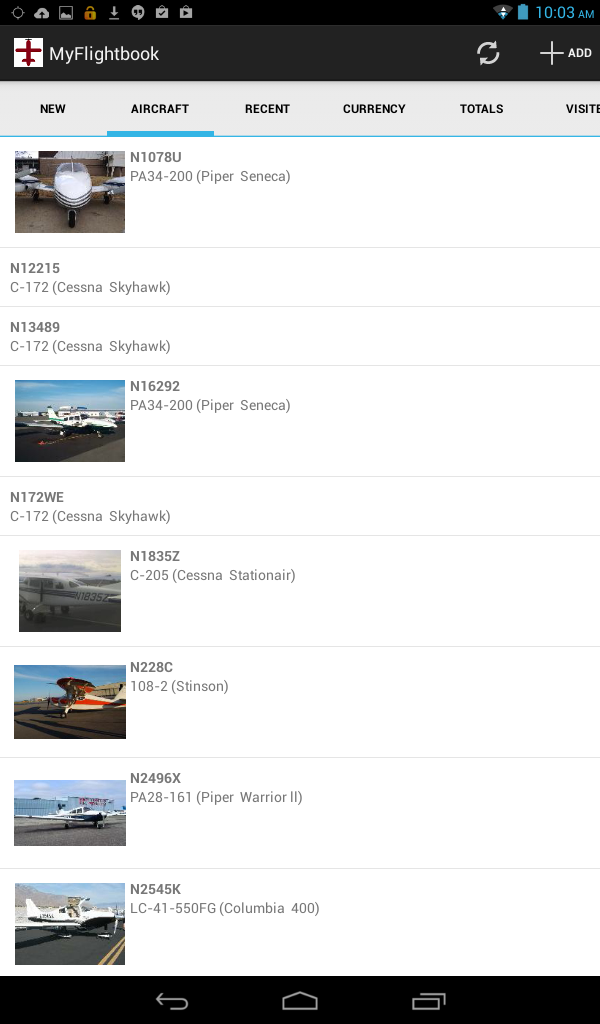 10:03 AM
MyFlightbook
ADD
NEW
AIRCRAFT
RECENT
CURRENCY
TOTALS
VISITE
N1078U
PA34-200 (Piper Seneca)
N12215
C-172 (Cessna Skyhawk)
N13489
C-172 (Cessna Skyhawk)
N16292
PA34-200 (Piper Seneca)
N172WE
C-172 (Cessna Skyhawk)
N1835Z
N1835Z
C-205 (Cessna Stationair)
N228C
108-2 (Stinson)
N2496X
PA28-161 (Piper Warrior II)
N2545K
LC-41-550FG (Columbia 400)